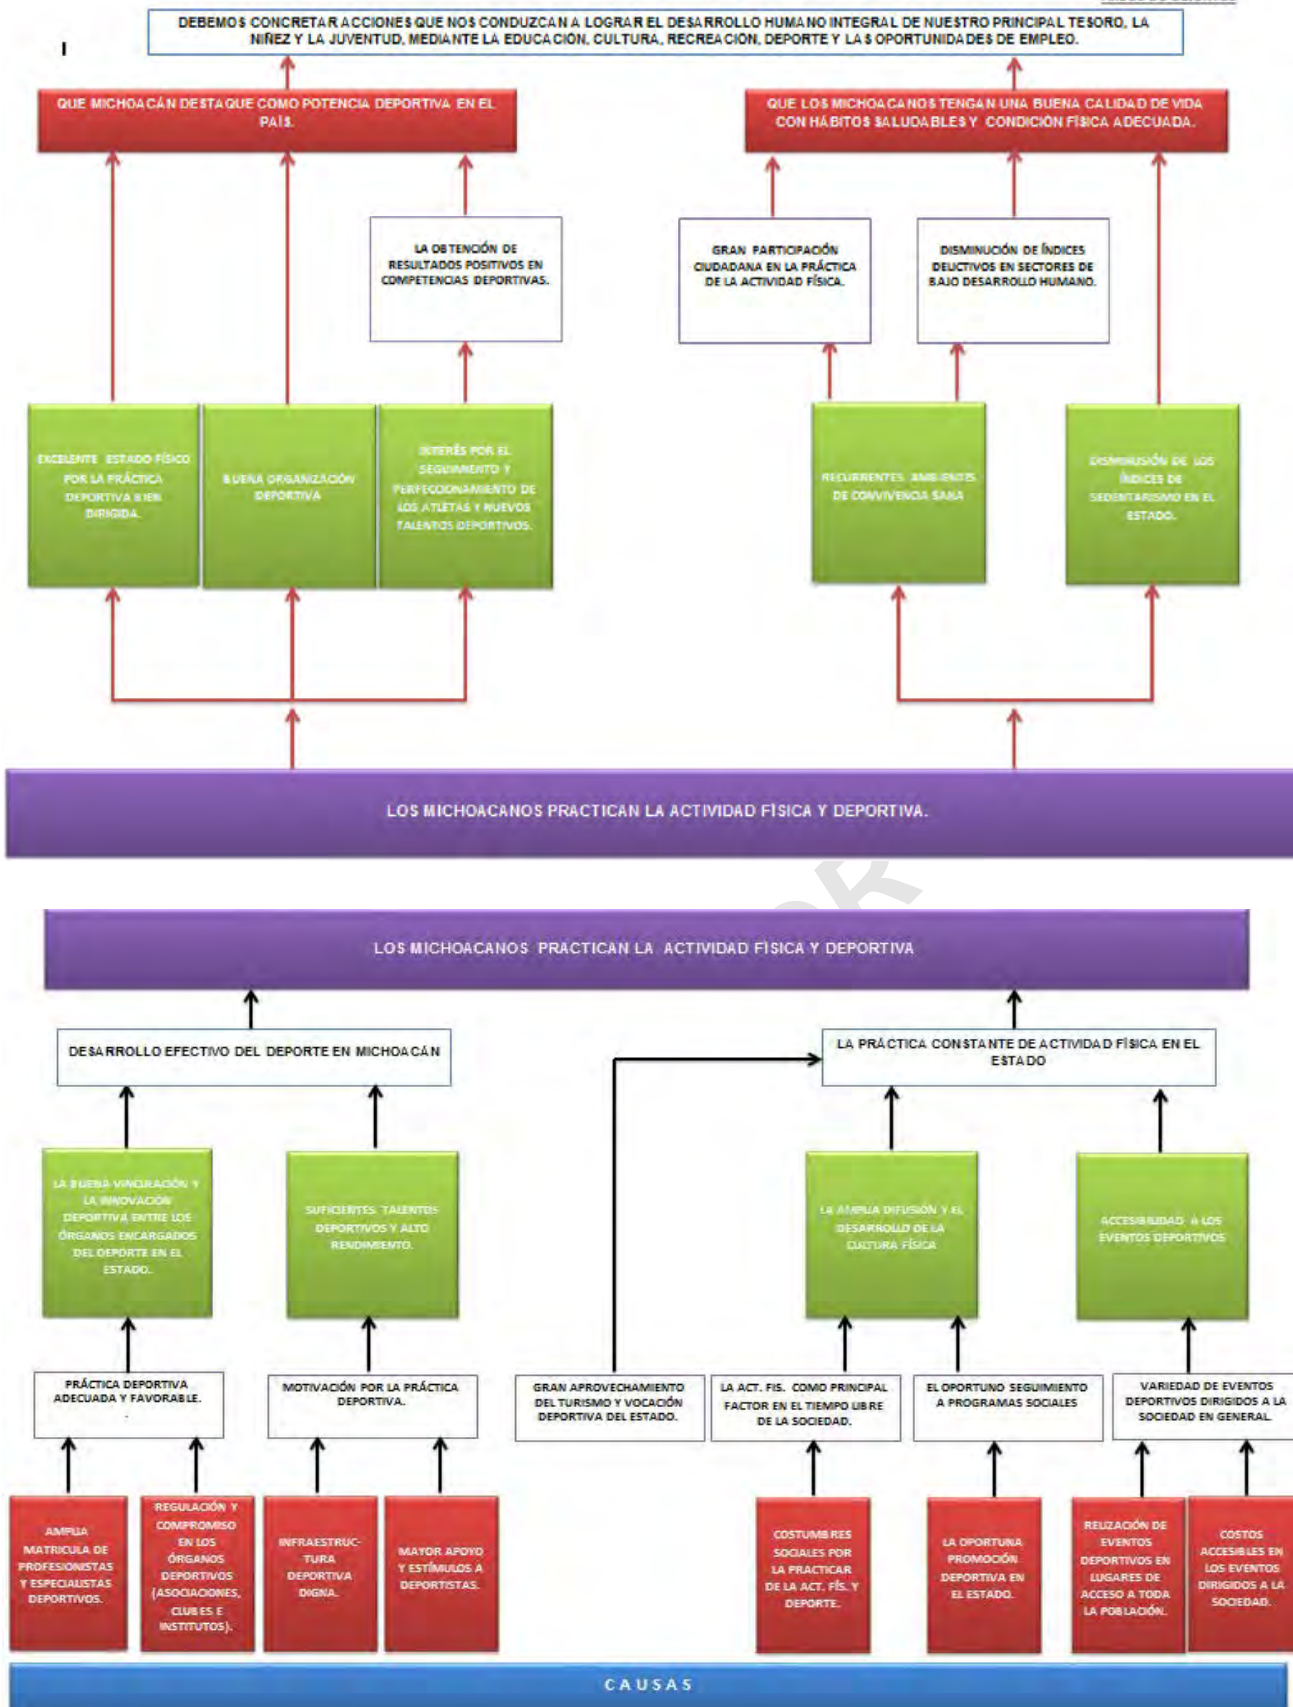 DEBEMOS CONCRETAR ACCIONES QUE NOS CONDUZCAN A LOGRAR EL DESARROLLO HUMANO INTEGRAL DE NUESTRO PRINCIPAL TESORO, LA
NIÑEZ Y LA JUVENTUD, MEDIANTE LA EDUCACIÓN, CULTURA, RECREACIÓN, DEPORTE Y LAS OPORTUNIDADES DE EMPLEO.
I
QUE MICHOACÁN DESTAQUE COMO POTENCIA DEPORTIVA EN EL
PAÍS.
QUE LOS MICHOACANOS TENGAN UNA BUENA CALIDAD DE VIDA
CON HÁBITOS SALUDABLES Y CONDICIÓN FÍSICA ADECUADA.
LA OBTENCIÓN DE
RESULTADOS POSITIVOS EN
COMPETENCIAS DEPORTIVAS.
GRAN PARTICIPACIÓN
CIUDADANA EN LA PRÁCTICA
DE LA ACTIVIDAD FÍSICA.
DISMINUCIÓN DE ÍNDICES
DELICTIVOS EN SECTORES DE
BAJO DESARROLLO HUMANO.
EXCELENTE ESTADO FÍSICO
POR LA PRÁCTICA
DEPORTIVA BIEN
DIRIGIDA.
BUENA ORGANIZACIÓN
DEPORTIVA
INTERÉS POR EL
SEGUIMIENTO Y
PERFECCIONAMIENTO DE
LOS ATLETAS Y NUEVOS
TALENTOS DEPORTIVOS.
RECURRENTES AMBIENTES
DE CONVIVENCIA SANA
DISMINUSIÓN DE LOS
ÍNDICES DE
SEDENTARISMO EN EL
ESTADO.
LOS MICHOACANOS PRACTICAN LA ACTIVIDAD FÍSICA Y DEPORTIVA.
LOS MICHOACANOS PRACTICAN LA ACTIVIDAD FÍSICA Y DEPORTIVA
DESARROLLO EFECTIVO DEL DEPORTE EN MICHOACÁN
LA PRÁCTICA CONSTANTE DE ACTIVIDAD FÍSICA EN EL
ESTADO
LA BUENA VINCULACIÓN Y
LA INNOVACIÓN
DEPORTIVA ENTRE LOS
ÓRGANOS ENCARGADOS
DEL DEPORTE EN EL
ESTADO.
SUFICIENTES TALENTOS
DEPORTIVOS Y ALTO
RENDIMIENTO.
LA AMPLIA DIFUSIÓN Y EL
DESARROLLO DE LA
CULTURA FÍSICA
ACCESIBILIDAD A LOS
EVENTOS DEPORTIVOS
PRÁCTICA DEPORTIVA
ADECUADA Y FAVORABLE.
.
MOTIVACIÓN POR LA PRÁCTICA
DEPORTIVA.
GRAN APROVECHAMIENTO
DEL TURISMO Y VOCACIÓN
DEPORTIVA DEL ESTADO.
LA ACT. FIS. COMO PRINCIPAL
FACTOR EN EL TIEMPO LIBRE
DE LA SOCIEDAD.
EL OPORTUNO SEGUIMIENTO
A PROGRAMAS SOCIALES
VARIEDAD DE EVENTOS
DEPORTIVOS DIRIGIDOS A LA
SOCIEDAD EN GENERAL.
AMPLIA
MATRICULA DE
PROFESIONISTAS
Y ESPECIALISTAS
DEPORTIVOS.
REGULACIÓN Y
COMPROMISO
EN LOS
ÓRGANOS
DEPORTIVOS
(ASOCIACIONES,
CLUBES E
INSTITUTOS).
INFRAESTRUC-
TURA
DEPORTIVA
DIGNA.
MAYOR APOYO
Y ESTÍMULOS A
DEPORTISTAS.
COSTUMBRES
SOCIALES POR
LA PRACTICAR
DE LA ACT. FÍS. Y
DEPORTE.
LA OPORTUNA
PROMOCIÓN
DEPORTIVA EN
EL ESTADO.
RELIZACIÓN DE
EVENTOS
DEPORTIVOS EN
LUGARES DE
ACCESO A TODA
LA POBLACIÓN.
COSTOS
ACCESIBLES EN
LOS EVENTOS
DIRIGIDOS A LA
SOCIEDAD.
CAUSAS